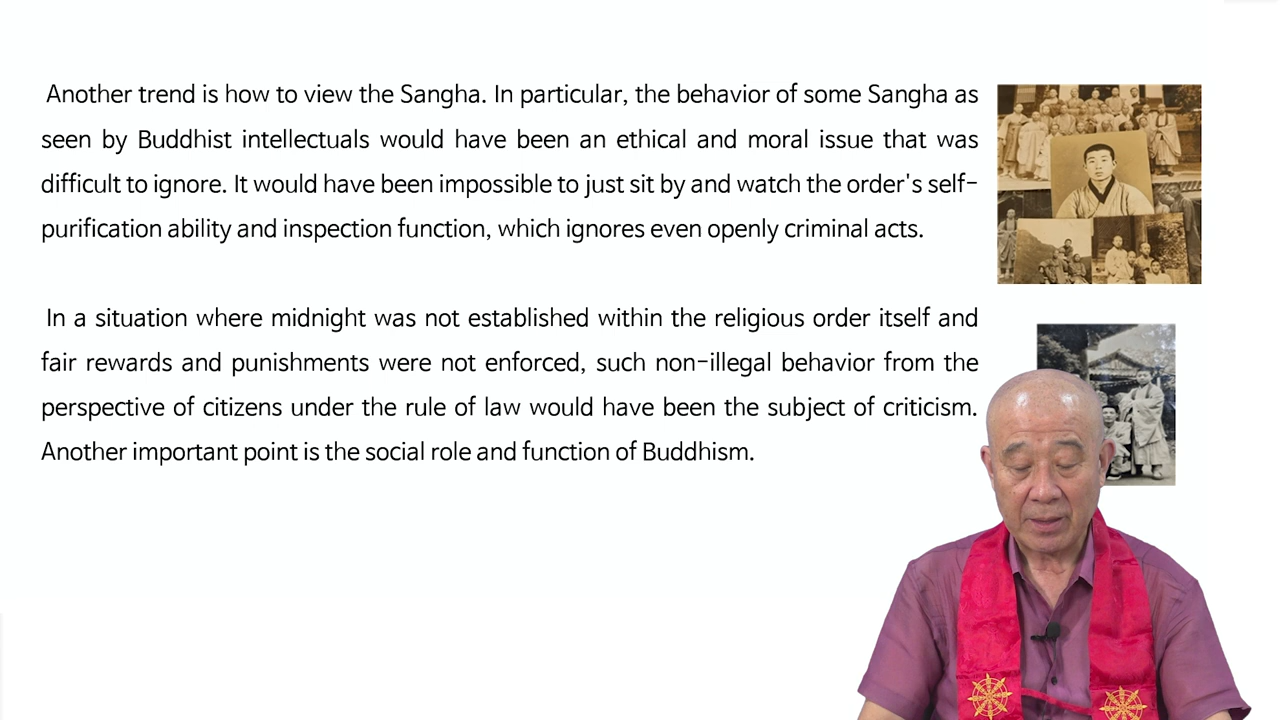 Another trend is how to view the Sangha. In particular, the behavior of some Sangha as
seen by Buddhist intellectuals would have been an ethical and moral issue that was
difficult to ignore. It would have been impossible to just sit by and watch the order's self-
purification ability and inspection function, which ignores even openly criminal acts.
In a situation where midnight was not established within the religious order itself and
fair rewards and punishments were not enforced, such non-illegal behavior from the
perspective of citizens under the rule of law would have been the subject of criticism.
Another important point is the social role and function of Buddhism.